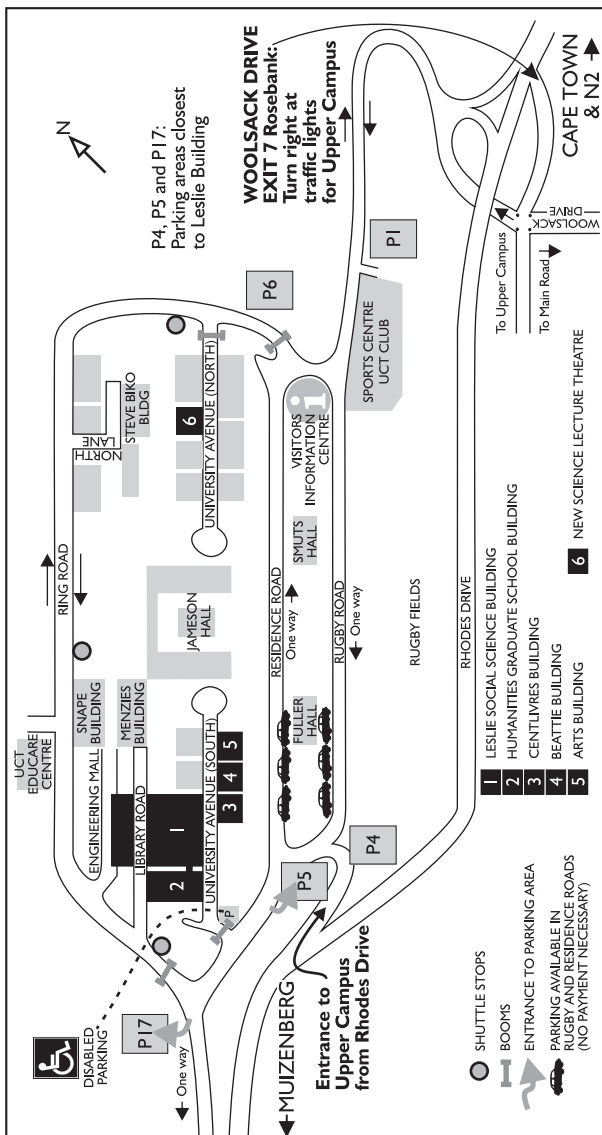 N
P4, P5 and P17:
Parking areas closest
to Leslie Building
WOOLSACK DRIVE
EXIT 7 Rosebank:
Turn right at
traffic lights
for Upper Campus
CAPE TOWN
& N2
WOOLSACK
DRIVE
To Upper Campus
To Main Road
P1
P6
SPORTS CENTRE
UCT CLUB
VISITORS
INFORMATION
CENTRE
i
STEVE BIKO
BLDG
NORTH
LANE
6
UNIVERSITY AVENUE (NORTH)
RING ROAD
SMUTS
HALL
JAMESON
HALL
RESIDENCE ROAD
One way
RUGBY ROAD
One way
RUGBY FIELDS
RHODES DRIVE
UCT
EDUCARE
CENTRE
SNAPE
BUILDING
MENZIES
BUILDING
ENGINEERING MALL
LIBRARY ROAD
1
2
UNIVERSITY AVENUE (SOUTH)
3
4
5
FULLER
HALL
P
P4
P5
P17
DISABLED
PARKING
One way
MUIZENBERG
Entrance to
Upper Campus
from Rhodes Drive
SHUTTLE STOPS
BOOMS
ENTRANCE TO PARKING AREA
PARKING AVAILABLE IN
RUGBY AND RESIDENCE ROADS
(NO PAYMENT NECESSARY)
1 LESLIE SOCIAL SCIENCE BUILDING
2 HUMANITIES GRADUATE SCHOOL BUILDING
3 CENTLIVRES BUILDING
4 BEATTIE BUILDING
5 ARTS BUILDING
6 NEW SCIENCE LECTURE THEATRE